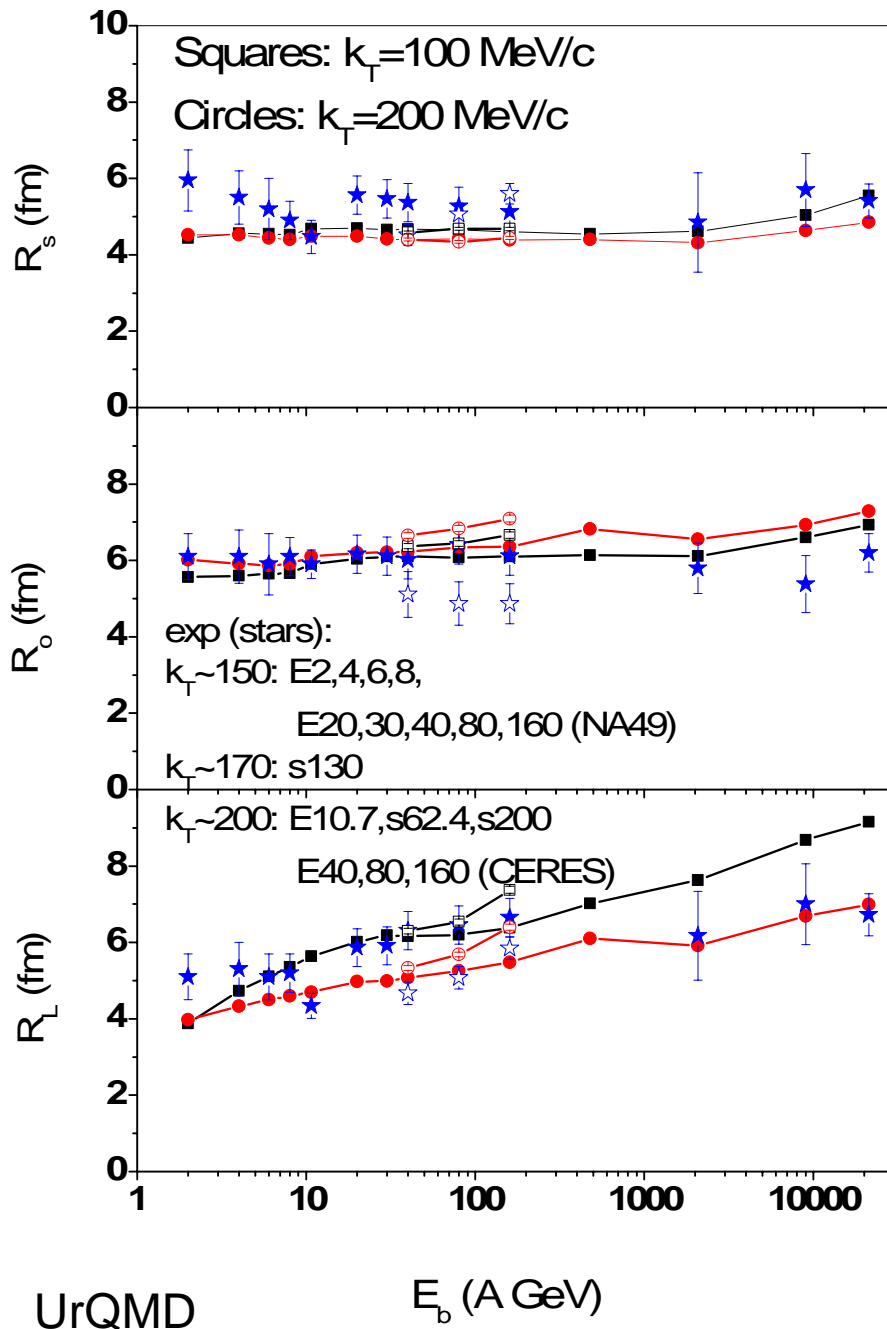 10
8
6
4
2
0
R_s (fm)
Squares: k_T=100 MeV/c
Circles: k_T=200 MeV/c
8
6
4
2
0
R_o (fm)
exp (stars):
k_T~150: E2,4,6,8,
E20,30,40,80,160 (NA49)
k_T~170: s130
8
6
4
2
0
R_L (fm)
k_T~200: E10.7,s62.4,s200
E40,80,160 (CERES)
1 10 100 1000 10000
E_b (A GeV)
UrQMD